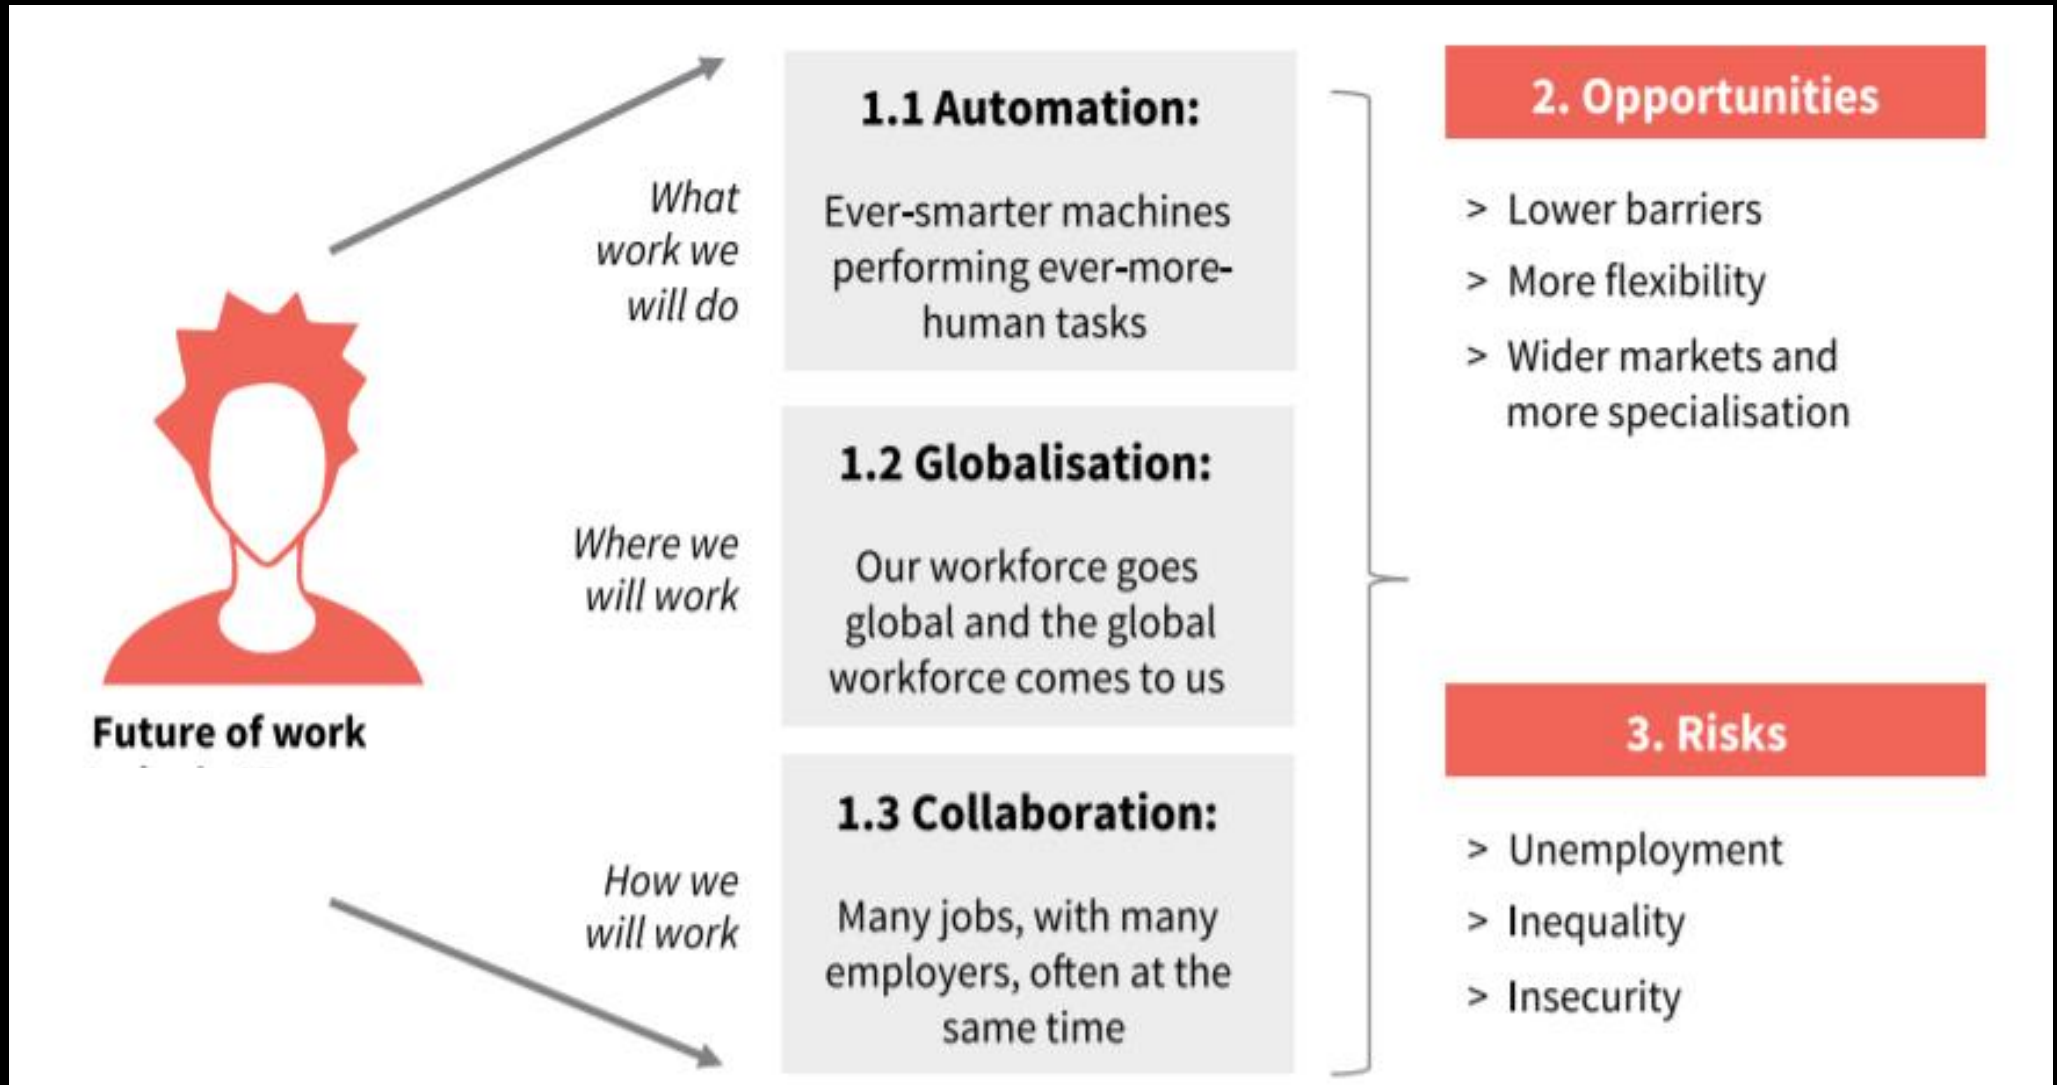 Future of work
What
work we
will do
1.1 Automation:
Ever-smarter machines
performing ever-more-
human tasks
Where we
will work
1.2 Globalisation:
Our workforce goes
global and the global
workforce comes to us
How we
will work
1.3 Collaboration:
Many jobs, with many
employers, often at the
same time
2. Opportunities
> Lower barriers
> More flexibility
> Wider markets and
more specialisation
3. Risks
> Unemployment
> Inequality
> Insecurity